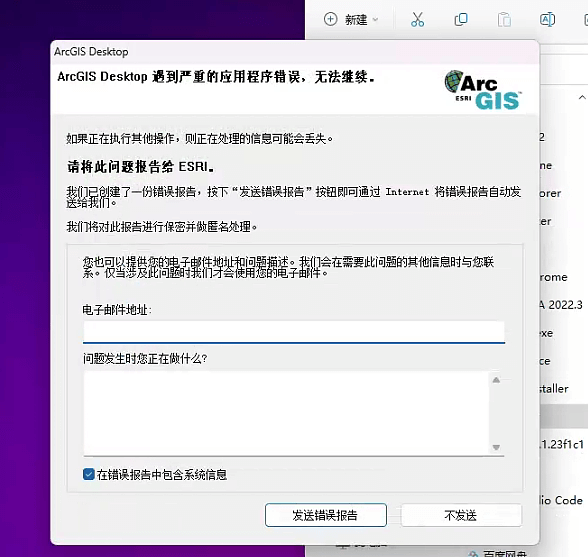 新建
ArcGIS Desktop
ArcGIS Desktop 遇到严重的应用程序错误，无法继续。
Arc
ESRI GIS
如果正在执行其他操作，则正在处理的信息可能会丢失。
2
请将此问题报告给 ESRI。
ne
我们已创建了一份错误报告，按下“发送错误报告”按钮即可通过 Internet 将错误报告自动发
送给我们。
orer
er
我们将对此报告进行保密并做匿名处理。
您也可以提供您的电子邮件地址和问题描述。我们会在需要此问题的其他信息时与您联
系。仅当涉及此问题时我们才会使用您的电子邮件。
rome
电子邮件地址:
A 2022.3
exe
问题发生时您正在做什么?
ce
staller
.1.23f1c1
在错误报告中包含系统信息
io Code
发送错误报告
不发送
百度网盘